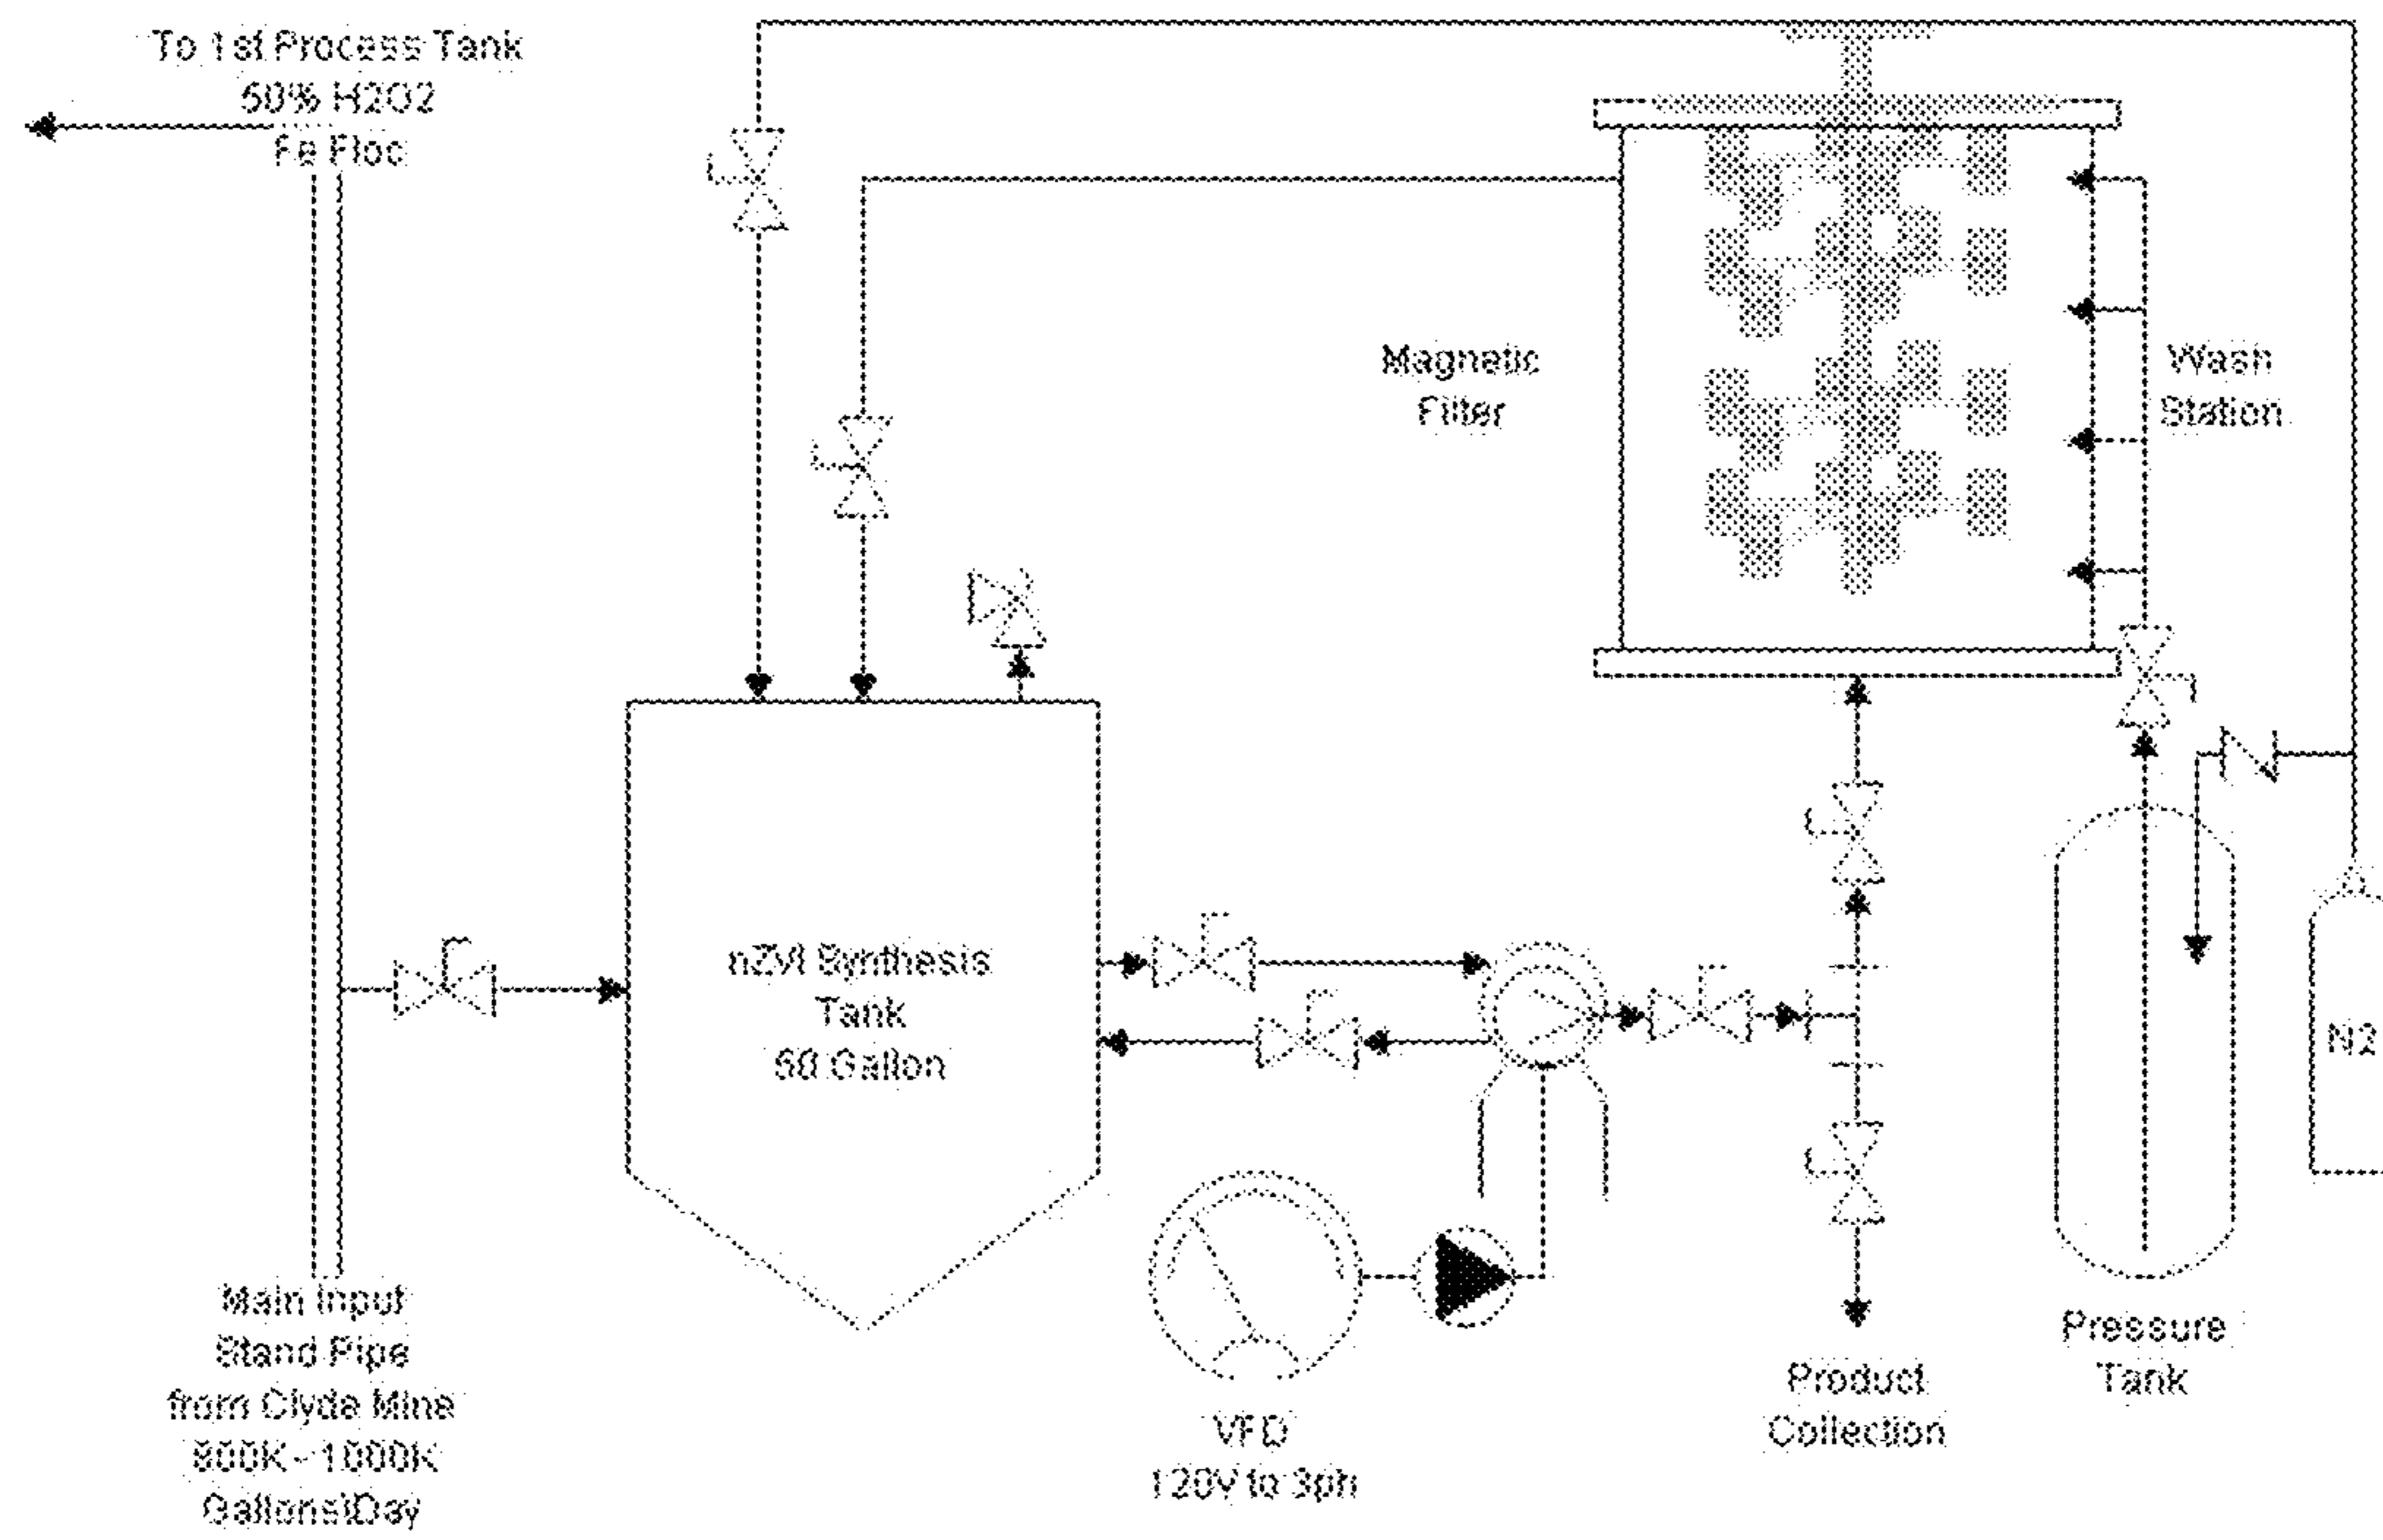 To 1st Process Tank
50% H2O2
Fe Floc
Magnetic
Filter
Wash
Station
nZVI Synthesis
Tank
Gallon
N2
Main Input
Stand Pipe
from Clyde Mine
800K - 1000K
Gallons\Day
VFD
120V to 3ph
Product
Collection
Pressure
Tank